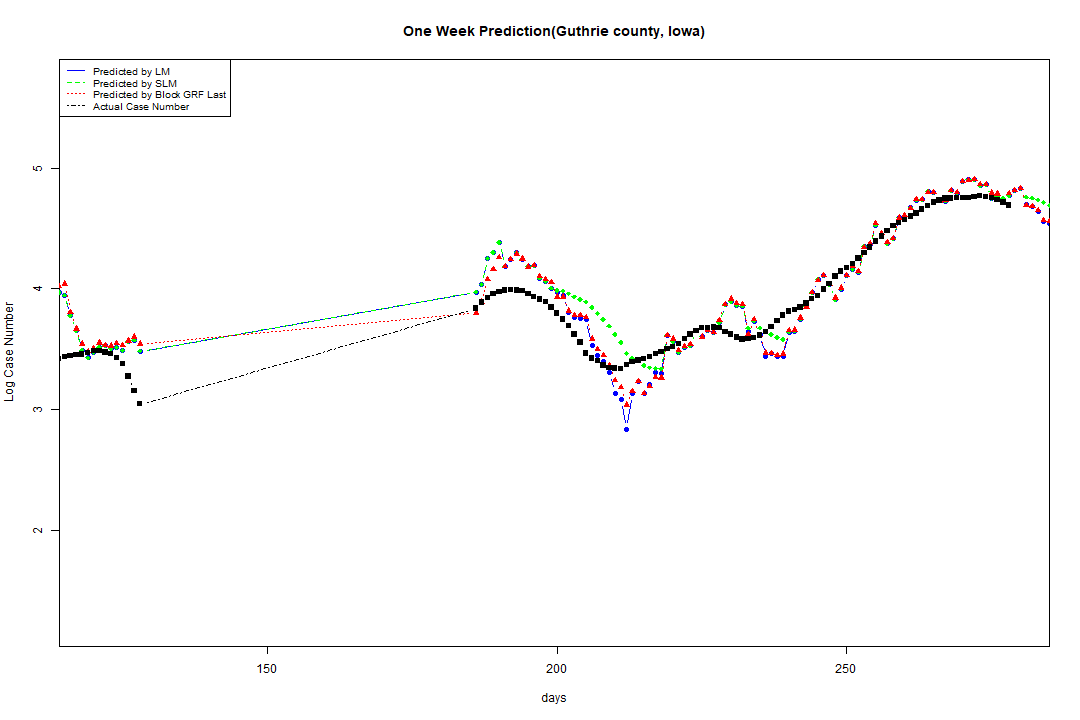 One Week Prediction(Guthrie county, Iowa)
Predicted by LM
Predicted by SLM
Predicted by Block GRF Last
Actual Case Number
5
4
3
2
Log Case Number
150
200
250
days